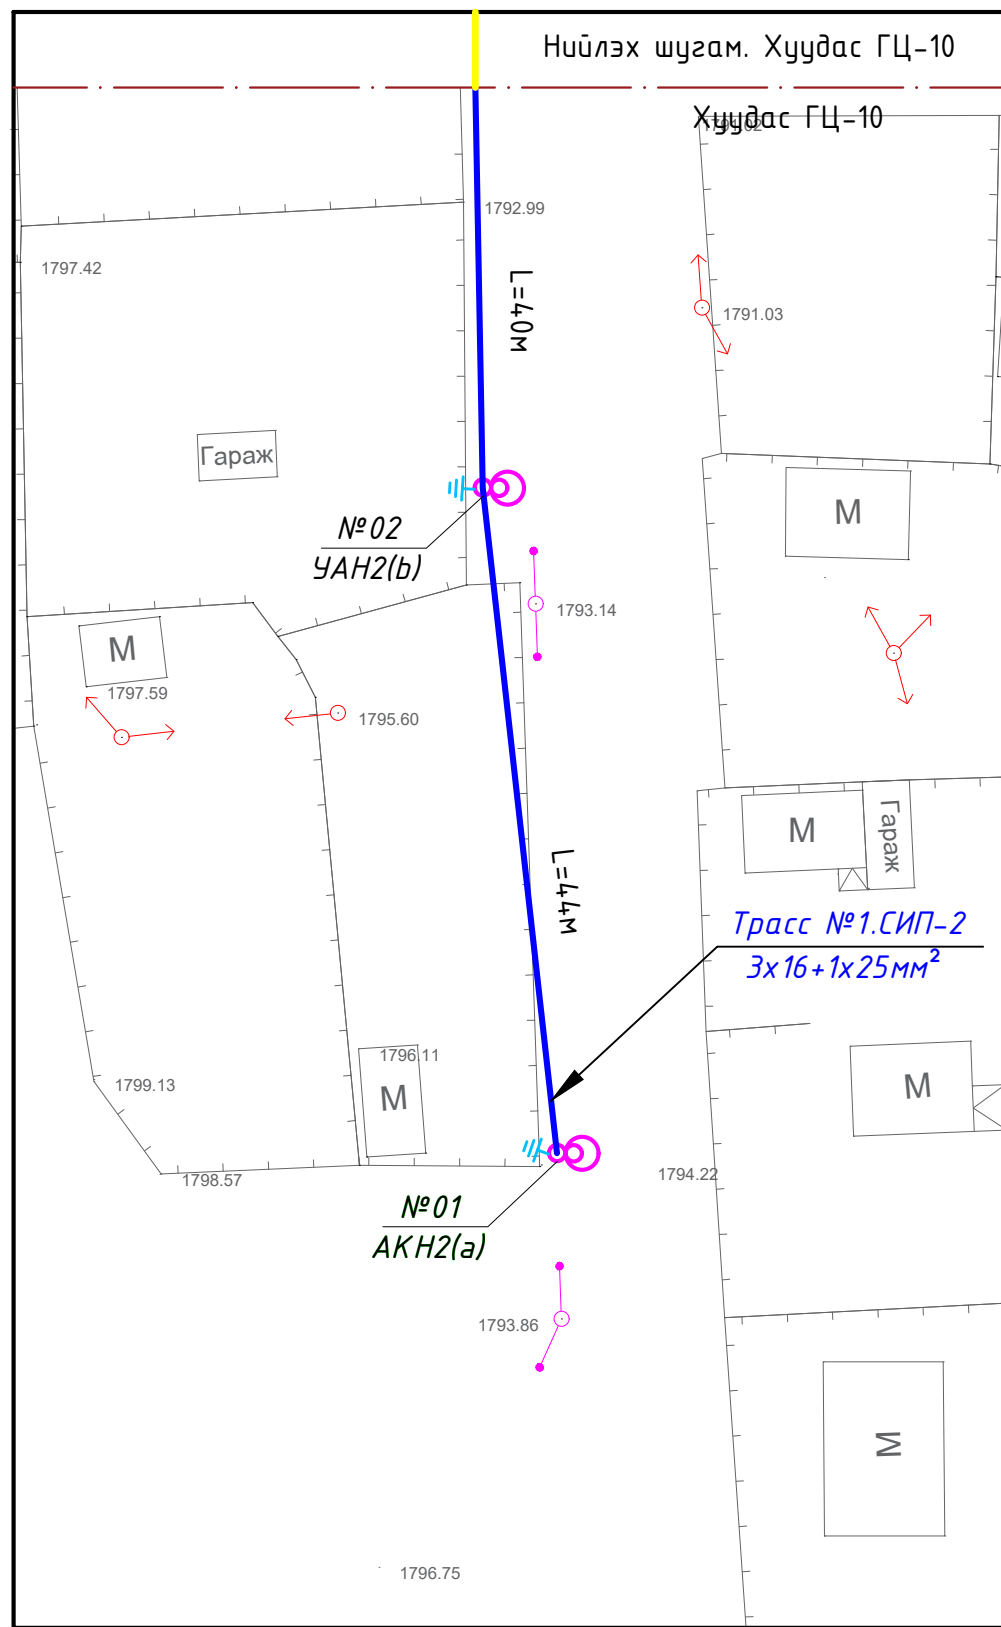 Нийлэх шугам. Хуудас ГЦ-10
Хуудас ГЦ-10
1791.02
1792.99
1797.42
L=40м
1791.03
Гараж
М
№02
УАН2(b)
1793.14
М
1797.59
1795.60
М
Гараж
L=44м
Трасс №1.СИП-2
3х16+1х25мм²
1796.11
М
1799.13
М
1798.57
1794.22
№01
АКН2(а)
1793.86
М
1796.75